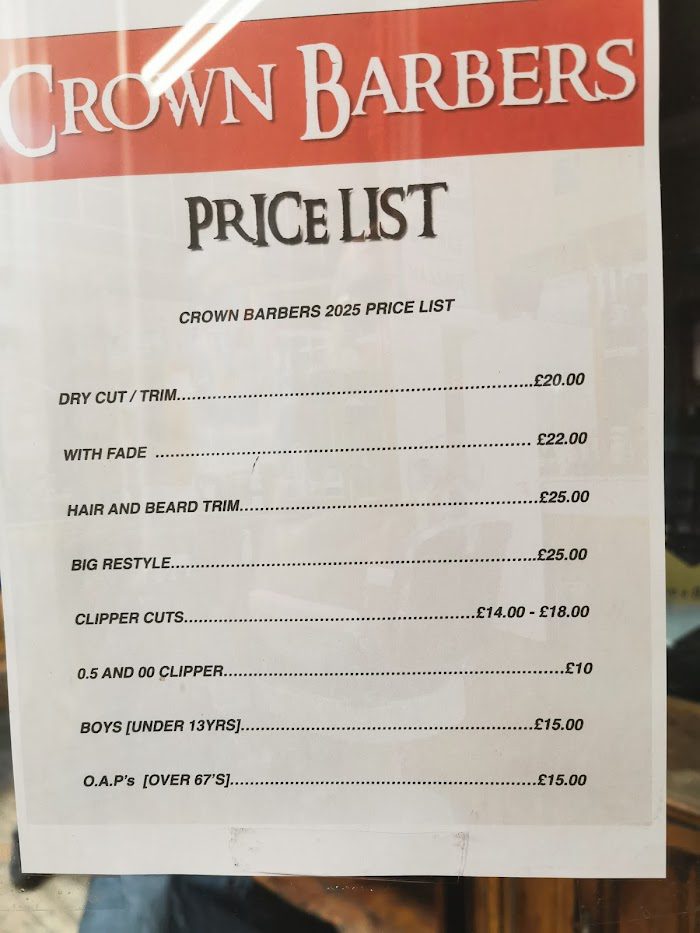 CROWN BARBERS
PRICE LIST
CROWN BARBERS 2025 PRICE LIST
DRY CUT / TRIM..............................................................................£20.00
WITH FADE .................................................................................. £22.00
HAIR AND BEARD TRIM................................................................£25.00
BIG RESTYLE................................................................................£25.00
CLIPPER CUTS................................................................£14.00 - £18.00
0.5 AND 00 CLIPPER........................................................................£10
BOYS [UNDER 13YRS]................................................................£15.00
O.A.P's [OVER 67'S]................................................................£15.00